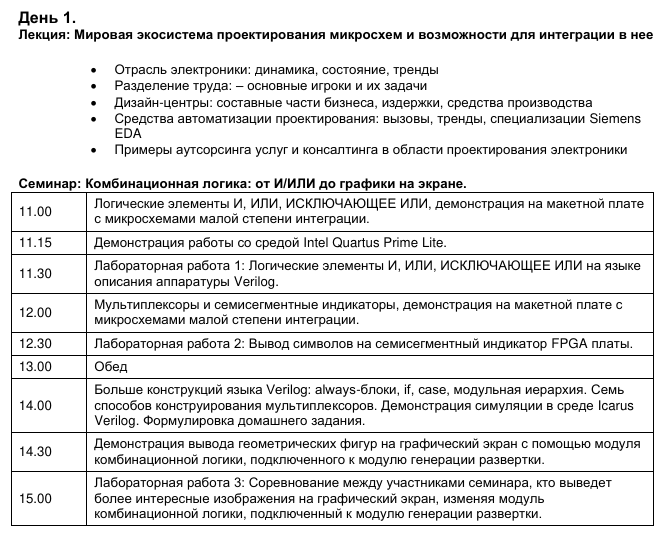 День 1.
Лекция: Мировая экосистема проектирования микросхем и возможности для интеграции в нее
• Отрасль электроники: динамика, состояние, тренды
• Разделение труда: – основные игроки и их задачи
• Дизайн-центры: составные части бизнеса, издержки, средства производства
• Средства автоматизации проектирования: вызовы, тренды, специализации Siemens
EDA
• Примеры аутсорсинга услуг и консалтинга в области проектирования электроники
Семинар: Комбинационная логика: от И/ИЛИ до графики на экране.
11.00 Логические элементы И, ИЛИ, ИСКЛЮЧАЮЩЕЕ ИЛИ, демонстрация на макетной плате
с микросхемами малой степени интеграции.
11.15 Демонстрация работы со средой Intel Quartus Prime Lite.
11.30 Лабораторная работа 1: Логические элементы И, ИЛИ, ИСКЛЮЧАЮЩЕЕ ИЛИ на языке
описания аппаратуры Verilog.
12.00 Мультиплексоры и семисегментные индикаторы, демонстрация на макетной плате с
микросхемами малой степени интеграции.
12.30 Лабораторная работа 2: Вывод символов на семисегментный индикатор FPGA платы.
13.00 Обед
14.00 Больше конструкций языка Verilog: always-блоки, if, case, модульная иерархия. Семь
способов конструирования мультиплексоров. Демонстрация симуляции в среде Icarus
Verilog. Формулировка домашнего задания.
14.30 Демонстрация вывода геометрических фигур на графический экран с помощью модуля
комбинационной логики, подключенного к модулю генерации развертки.
15.00 Лабораторная работа 3: Соревнование между участниками семинара, кто выведет
более интересные изображения на графический экран, изменяя модуль
комбинационной логики, подключенный к модулю генерации развертки.